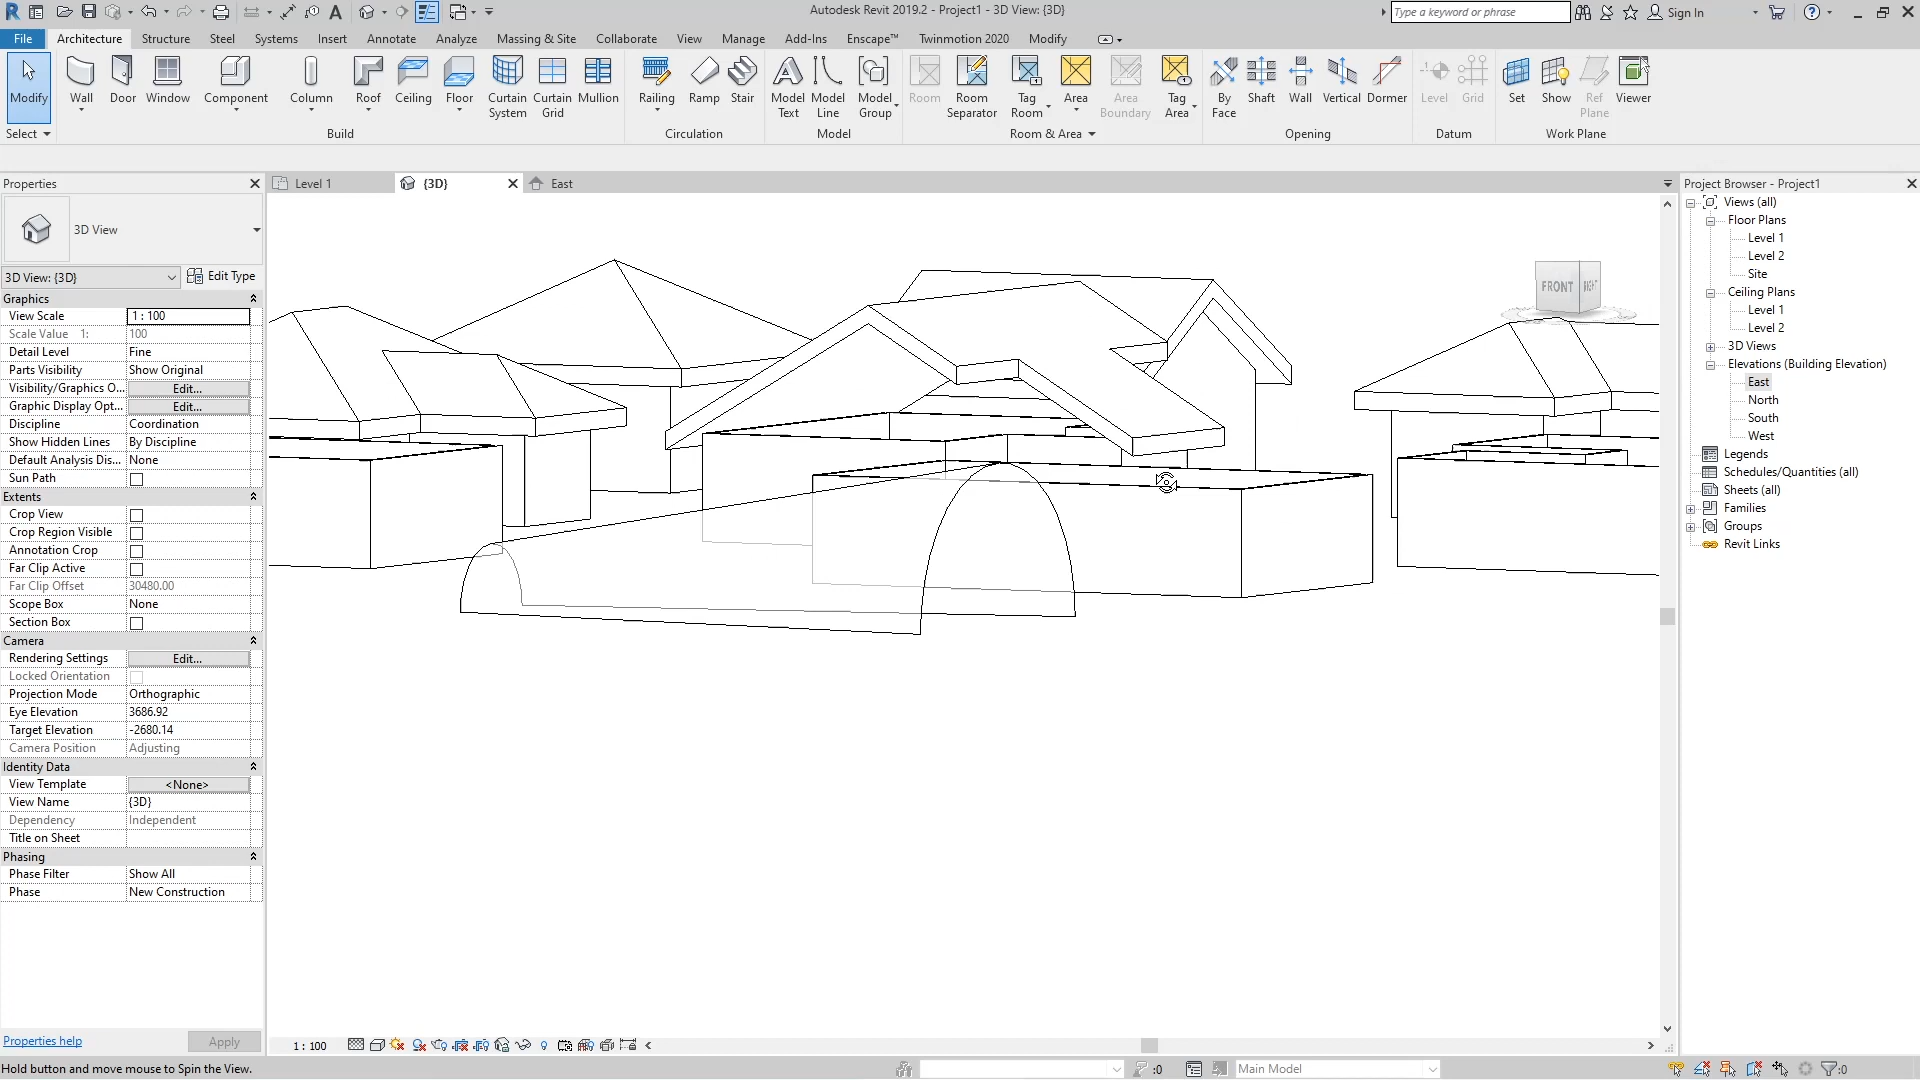 Autodesk Revit 2019.2 - Project1 - 3D View: {3D}
Type a keyword or phrase
Sign In
File Architecture Structure Steel Systems Insert Annotate Analyze Massing & Site Collaborate View Manage Add-Ins Enscape™ Twinmotion 2020 Modify
Modify Wall Door Window Component Column Roof Ceiling Floor Curtain System Curtain Grid Mullion Railing Ramp Stair Model Text Model Line Model Group Room Room Separator Tag Room Area Area Boundary Tag Area By Face Shaft Wall Vertical Dormer Level Grid Set Show Ref Plane Viewer
Select Build Circulation Model Room & Area Opening Datum Work Plane
Properties
Level 1 {3D} East
Project Browser - Project1
3D View
3D View: {3D} Edit Type
Graphics
View Scale 1 : 100
Scale Value 1: 100
Detail Level Fine
Parts Visibility Show Original
Visibility/Graphics O... Edit...
Graphic Display Opt... Edit...
Discipline Coordination
Show Hidden Lines By Discipline
Default Analysis Dis... None
Sun Path
Extents
Crop View
Crop Region Visible
Annotation Crop
Far Clip Active
Far Clip Offset 30480.00
Scope Box None
Section Box
Camera
Rendering Settings Edit...
Locked Orientation
Projection Mode Orthographic
Eye Elevation 3686.92
Target Elevation -2680.14
Camera Position Adjusting
Identity Data
View Template <None>
View Name {3D}
Dependency Independent
Title on Sheet
Phasing
Phase Filter Show All
Phase New Construction
Properties help Apply
FRONT RIGHT
Views (all)
Floor Plans
Level 1
Level 2
Site
Ceiling Plans
Level 1
Level 2
3D Views
Elevations (Building Elevation)
East
North
South
West
Legends
Schedules/Quantities (all)
Sheets (all)
Families
Groups
Revit Links
1 : 100
Hold button and move mouse to Spin the View.
:0
Main Model
:0